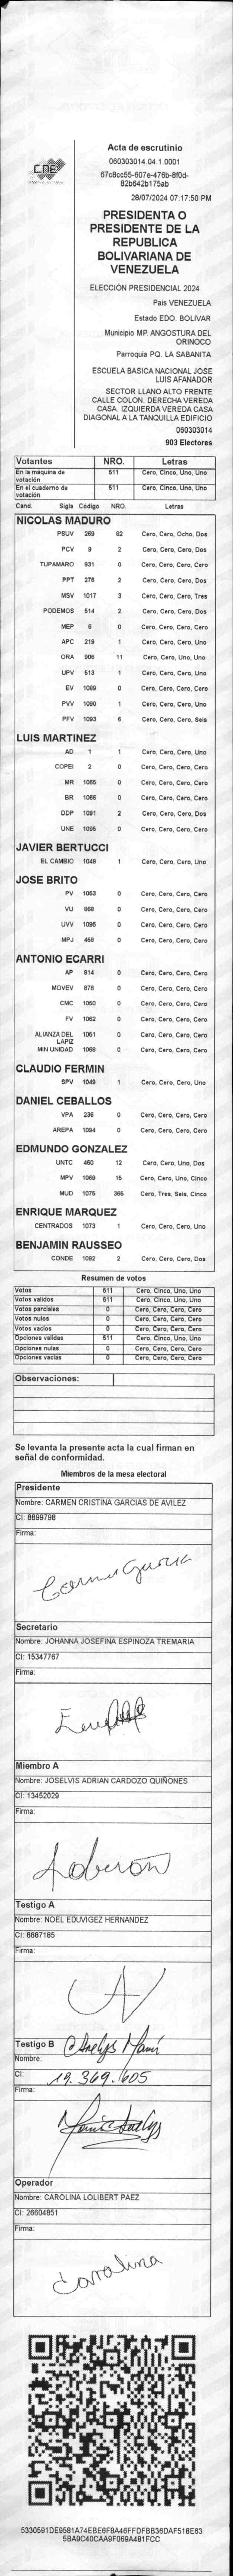 CNE
Acta de escrutinio
060303014.04.1.0001
67c8cc55-607e-476b-8f0d-
82b642b175ab
28/07/2024 07:17:50 PM
PRESIDENTA O
PRESIDENTE DE LA
REPUBLICA
BOLIVARIANA DE
VENEZUELA
ELECCIÓN PRESIDENCIAL 2024
Pais VENEZUELA
Estado EDO. BOLIVAR
Municipio MP. ANGOSTURA DEL
ORINOCO
Parroquia PQ. LA SABANITA
ESCUELA BASICA NACIONAL JOSE
LUIS AFANADOR
SECTOR LLANO ALTO FRENTE
CALLE COLON. DERECHA VEREDA
CASA. IZQUIERDA VEREDA CASA
DIAGONAL A LA TANQUILLA EDIFICIO
060303014
903 Electores
Votantes NRO. Letras
En la máquina de votación 511 Cero, Cinco, Uno, Uno
En el cuaderno de votación 511 Cero, Cinco, Uno, Uno
Cand. Sigla Código NRO. Letras
NICOLAS MADURO
PSUV 269 82 Cero, Cero, Ocho, Dos
PCV 9 2 Cero, Cero, Cero, Dos
TUPAMARO 931 0 Cero, Cero, Cero, Cero
PPT 276 2 Cero, Cero, Cero, Dos
MSV 1017 3 Cero, Cero, Cero, Tres
PODEMOS 514 2 Cero, Cero, Cero, Dos
MEP 6 0 Cero, Cero, Cero, Cero
APC 219 1 Cero, Cero, Cero, Uno
ORA 906 11 Cero, Cero, Uno, Uno
UPV 513 1 Cero, Cero, Cero, Uno
EV 1089 0 Cero, Cero, Cero, Cero
PVV 1090 1 Cero, Cero, Cero, Uno
PFV 1093 6 Cero, Cero, Cero, Seis
LUIS MARTINEZ
AD 1 1 Cero, Cero, Cero, Uno
COPEI 2 0 Cero, Cero, Cero, Cero
MR 1065 0 Cero, Cero, Cero, Cero
BR 1066 0 Cero, Cero, Cero, Cero
DDP 1091 2 Cero, Cero, Cero, Dos
UNE 1095 0 Cero, Cero, Cero, Cero
JAVIER BERTUCCI
EL CAMBIO 1048 1 Cero, Cero, Cero, Uno
JOSE BRITO
PV 1053 0 Cero, Cero, Cero, Cero
VU 868 0 Cero, Cero, Cero, Cero
UVV 1096 0 Cero, Cero, Cero, Cero
MPJ 458 0 Cero, Cero, Cero, Cero
ANTONIO ECARRI
AP 814 0 Cero, Cero, Cero, Cero
MOVEV 878 0 Cero, Cero, Cero, Cero
CMC 1050 0 Cero, Cero, Cero, Cero
FV 1062 0 Cero, Cero, Cero, Cero
ALIANZA DEL LAPIZ 1051 0 Cero, Cero, Cero, Cero
MIN UNIDAD 1068 0 Cero, Cero, Cero, Cero
CLAUDIO FERMIN
SPV 1049 1 Cero, Cero, Cero, Uno
DANIEL CEBALLOS
VPA 236 0 Cero, Cero, Cero, Cero
AREPA 1094 0 Cero, Cero, Cero, Cero
EDMUNDO GONZALEZ
UNTC 460 12 Cero, Cero, Uno, Dos
MPV 1069 15 Cero, Cero, Uno, Cinco
MUD 1075 365 Cero, Tres, Seis, Cinco
ENRIQUE MARQUEZ
CENTRADOS 1073 1 Cero, Cero, Cero, Uno
BENJAMIN RAUSSEO
CONDE 1092 2 Cero, Cero, Cero, Dos
Resumen de votos
Votos 511 Cero, Cinco, Uno, Uno
Votos validos 511 Cero, Cinco, Uno, Uno
Votos parciales 0 Cero, Cero, Cero, Cero
Votos nulos 0 Cero, Cero, Cero, Cero
Votos vacíos 0 Cero, Cero, Cero, Cero
Opciones validas 511 Cero, Cinco, Uno, Uno
Opciones nulas 0 Cero, Cero, Cero, Cero
Opciones vacías 0 Cero, Cero, Cero, Cero
Observaciones:
Se levanta la presente acta la cual firman en
señal de conformidad.
Miembros de la mesa electoral
Presidente
Nombre: CARMEN CRISTINA GARCIAS DE AVILEZ
CI: 8899798
Firma:
Carmen Garcia
Secretario
Nombre: JOHANNA JOSEFINA ESPINOZA TREMARIA
CI: 15347767
Firma:
Miembro A
Nombre: JOSELVIS ADRIAN CARDOZO QUIÑONES
CI: 13452029
Firma:
Testigo A
Nombre: NOEL EDUVIGEZ HERNANDEZ
CI: 8887185
Firma:
Testigo B
Nombre:
CI: 19.369.605
Firma:
Operador
Nombre: CAROLINA LOLIBERT PAEZ
CI: 26604851
Firma:
Carolina
5330591DE9581A74EBE6F8A46FFDFBB36DAF518E63
5BA9C40CAA9F069A481FCC